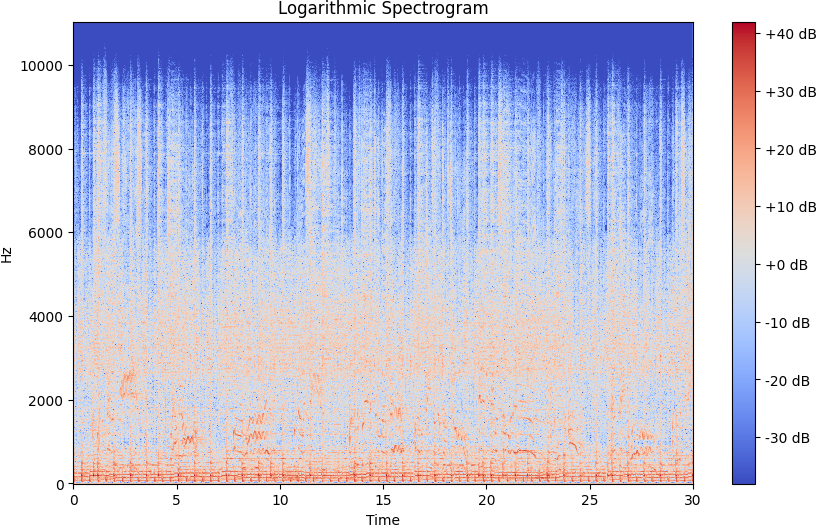 Logarithmic Spectrogram
Hz
10000
8000
6000
4000
2000
0
0 5 10 15 20 25 30
Time
+40 dB
+30 dB
+20 dB
+10 dB
+0 dB
-10 dB
-20 dB
-30 dB